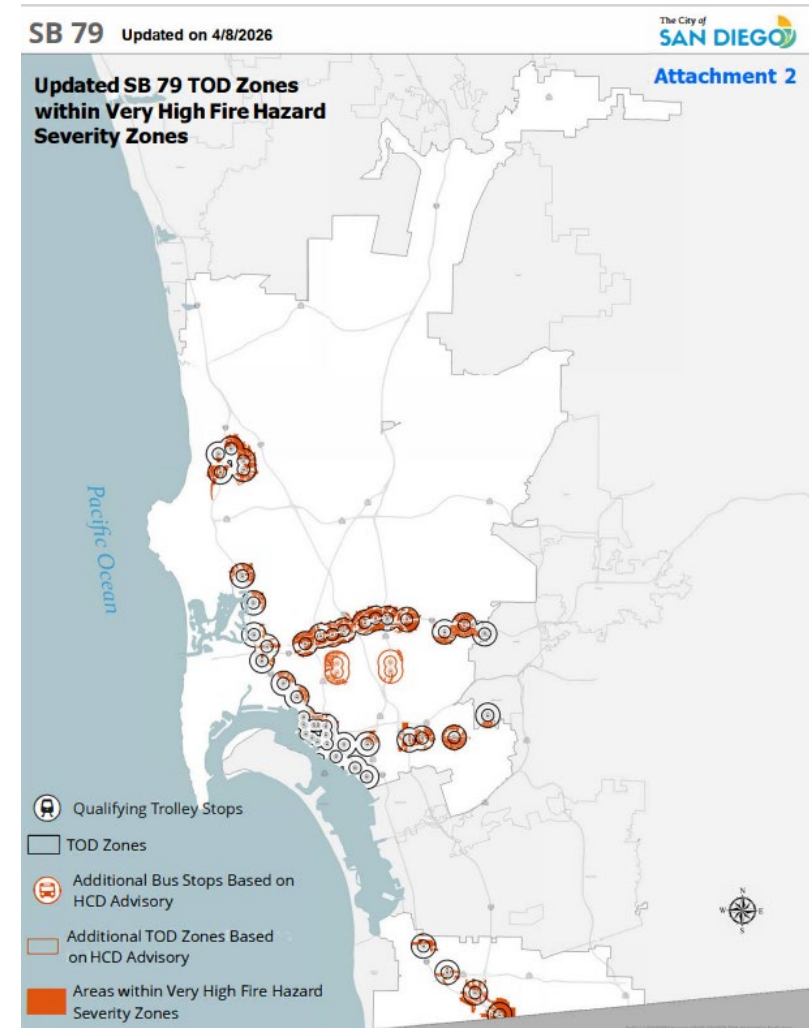 SB 79 Updated on 4/8/2026
The City of
SAN DIEGO
Attachment 2
Updated SB 79 TOD Zones
within Very High Fire Hazard
Severity Zones
Pacific Ocean
Qualifying Trolley Stops
TOD Zones
Additional Bus Stops Based on
HCD Advisory
Additional TOD Zones Based
on HCD Advisory
Areas within Very High Fire Hazard
Severity Zones
N
W E
S